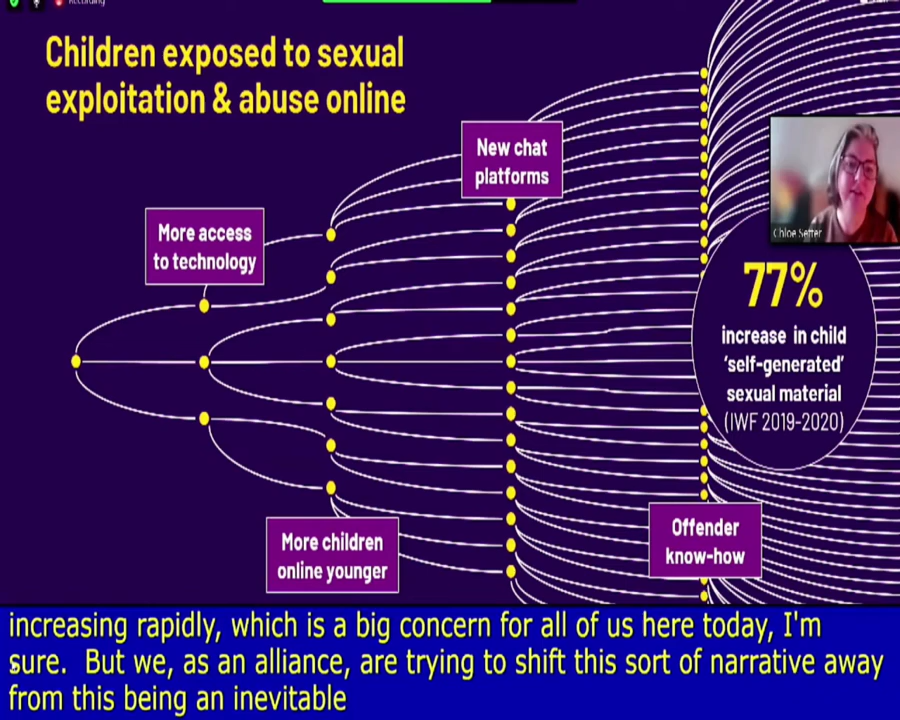 Recording
Children exposed to sexual
exploitation & abuse online
New chat
platforms
More access
to technology
Chloe Setter
77%
increase in child
'self-generated'
sexual material
(IWF 2019-2020)
Offender
know-how
More children
online younger
increasing rapidly, which is a big concern for all of us here today, I'm
sure. But we, as an alliance, are trying to shift this sort of narrative away
from this being an inevitable